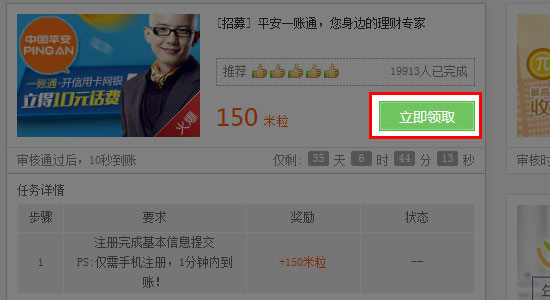 [招募] 平安一账通，您身边的理财专家
中国平安
PING AN
一账通·开信用卡网银
立得10元话费
火爆
推荐
19913人已完成
150 米粒
立即领取
审核通过后，10秒到账
仅剩： 35 天 6 时 44 分 13 秒
任务详情
步骤 要求 奖励 状态
1
注册完成基本信息提交
PS:仅需手机注册，1分钟内到
账！
+150米粒
——
最高
收
审核时